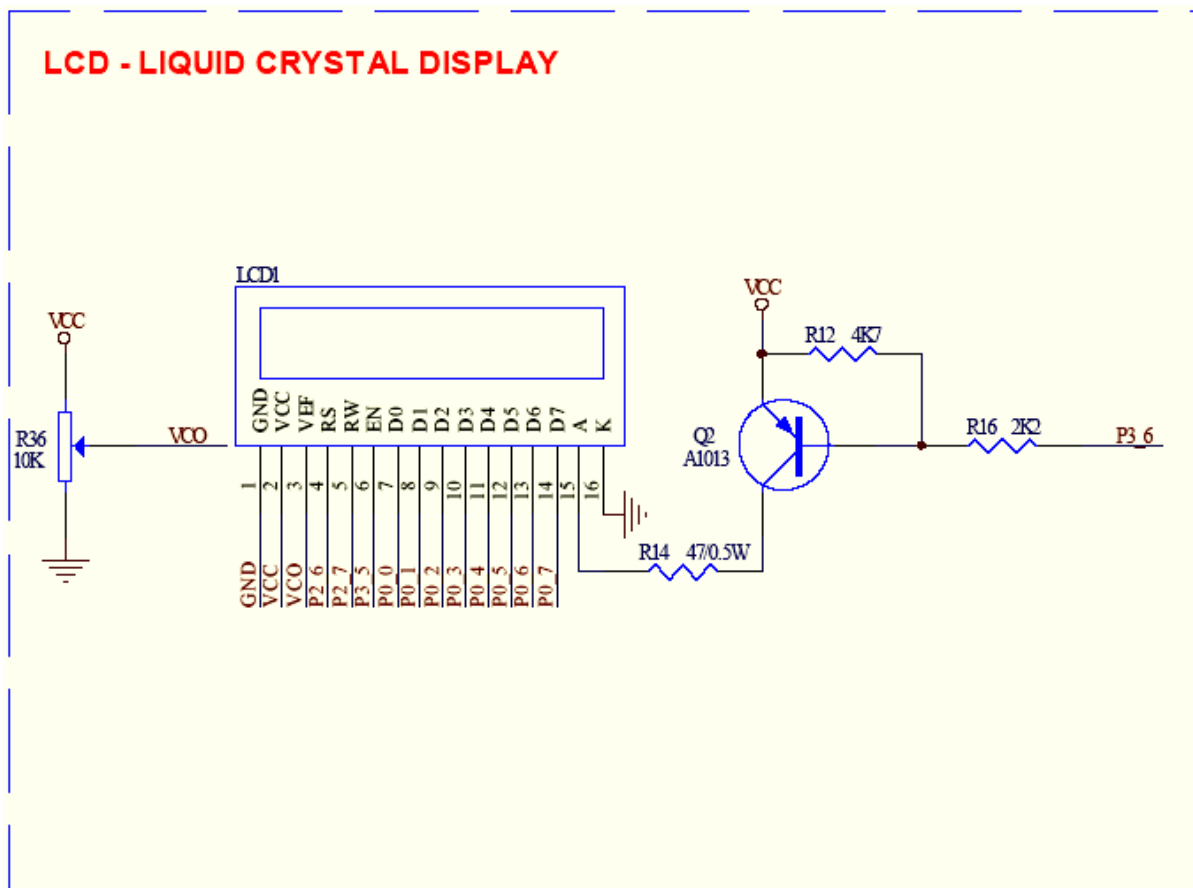 LCD - LIQUID CRYSTAL DISPLAY
LCD1
VCC
R36
10K
VCO
GND
VCC
VEF
RS
RW
EN
D0
D1
D2
D3
D4
D5
D6
D7
A
K
1
2
3
4
5
6
7
8
9
10
11
12
13
14
15
16
GND
VCC
VCO
P2_6
P2_7
P3_5
P0_0
P0_1
P0_2
P0_3
P0_4
P0_5
P0_6
P0_7
VCC
R12 4K7
Q2
A1013
R16 2K2
P3_6
R14 47/0.5W